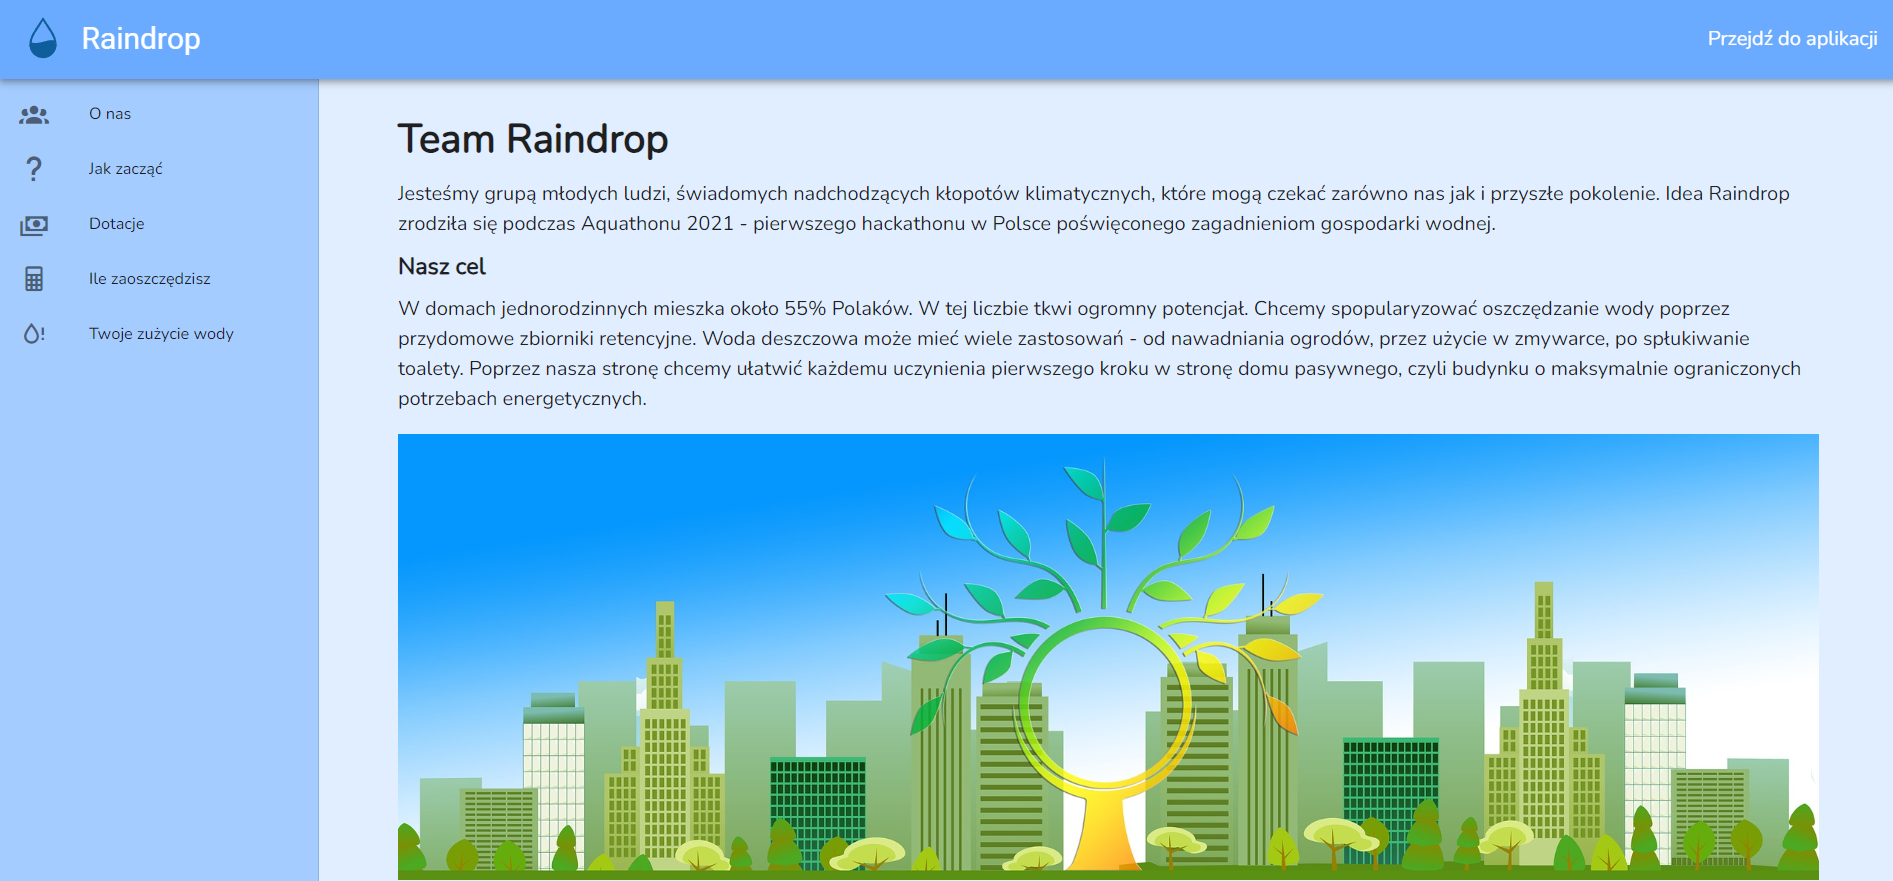 Raindrop
Przejdź do aplikacji
O nas
Jak zacząć
Dotacje
Ile zaoszczędzisz
Twoje zużycie wody
Team Raindrop
Jesteśmy grupą młodych ludzi, świadomych nadchodzących kłopotów klimatycznych, które mogą czekać zarówno nas jak i przyszłe pokolenie. Idea Raindrop
zrodziła się podczas Aquathonu 2021 - pierwszego hackathonu w Polsce poświęconego zagadnieniom gospodarki wodnej.
Nasz cel
W domach jednorodzinnych mieszka około 55% Polaków. W tej liczbie tkwi ogromny potencjał. Chcemy spopularyzować oszczędzanie wody poprzez
przydomowe zbiorniki retencyjne. Woda deszczowa może mieć wiele zastosowań - od nawadniania ogrodów, przez użycie w zmywarce, po spłukiwanie
toalety. Poprzez nasza stronę chcemy ułatwić każdemu uczynienia pierwszego kroku w stronę domu pasywnego, czyli budynku o maksymalnie ograniczonych
potrzebach energetycznych.